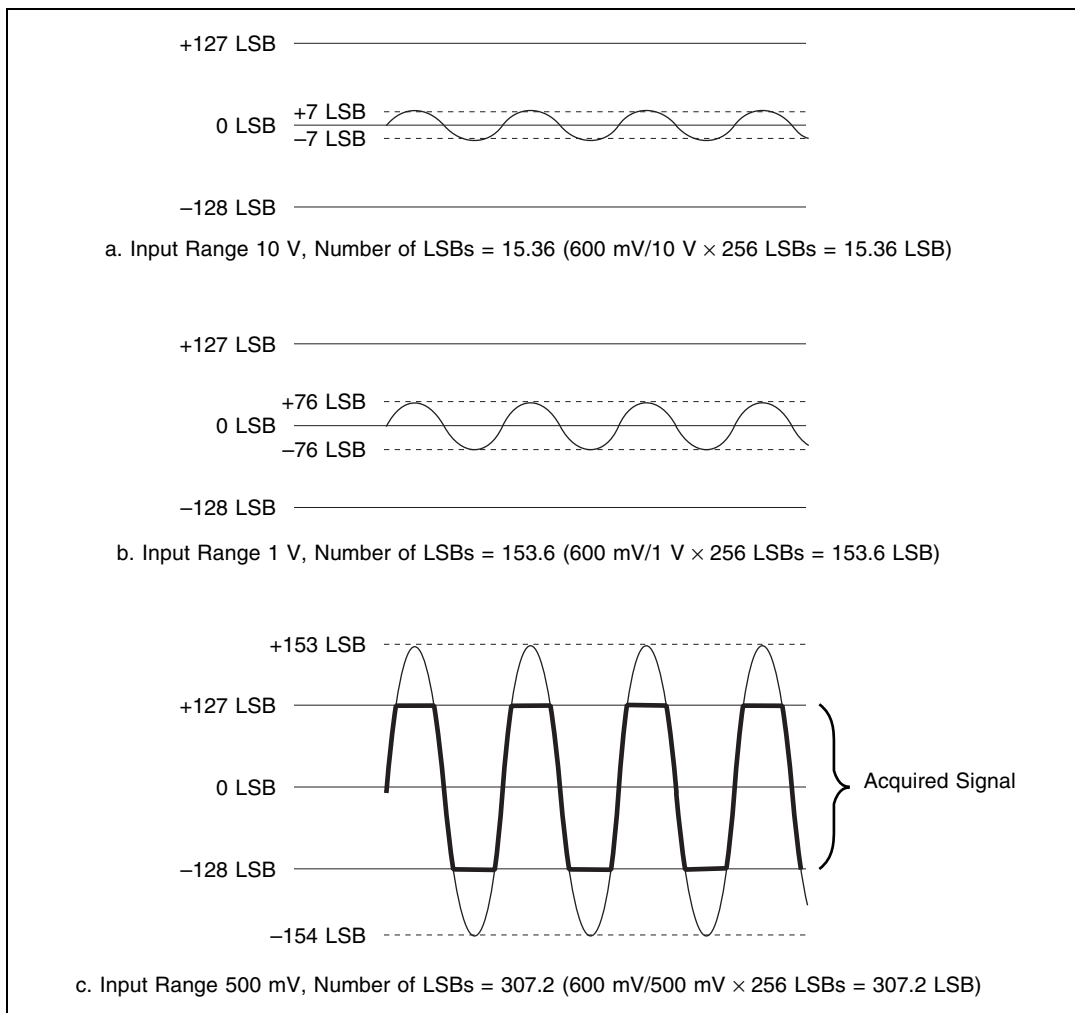 +127 LSB
+7 LSB
0 LSB
–7 LSB
–128 LSB
a. Input Range 10 V, Number of LSBs = 15.36 (600 mV/10 V × 256 LSBs = 15.36 LSB)
+127 LSB
+76 LSB
0 LSB
–76 LSB
–128 LSB
b. Input Range 1 V, Number of LSBs = 153.6 (600 mV/1 V × 256 LSBs = 153.6 LSB)
+153 LSB
+127 LSB
0 LSB
Acquired Signal
–128 LSB
–154 LSB
c. Input Range 500 mV, Number of LSBs = 307.2 (600 mV/500 mV × 256 LSBs = 307.2 LSB)